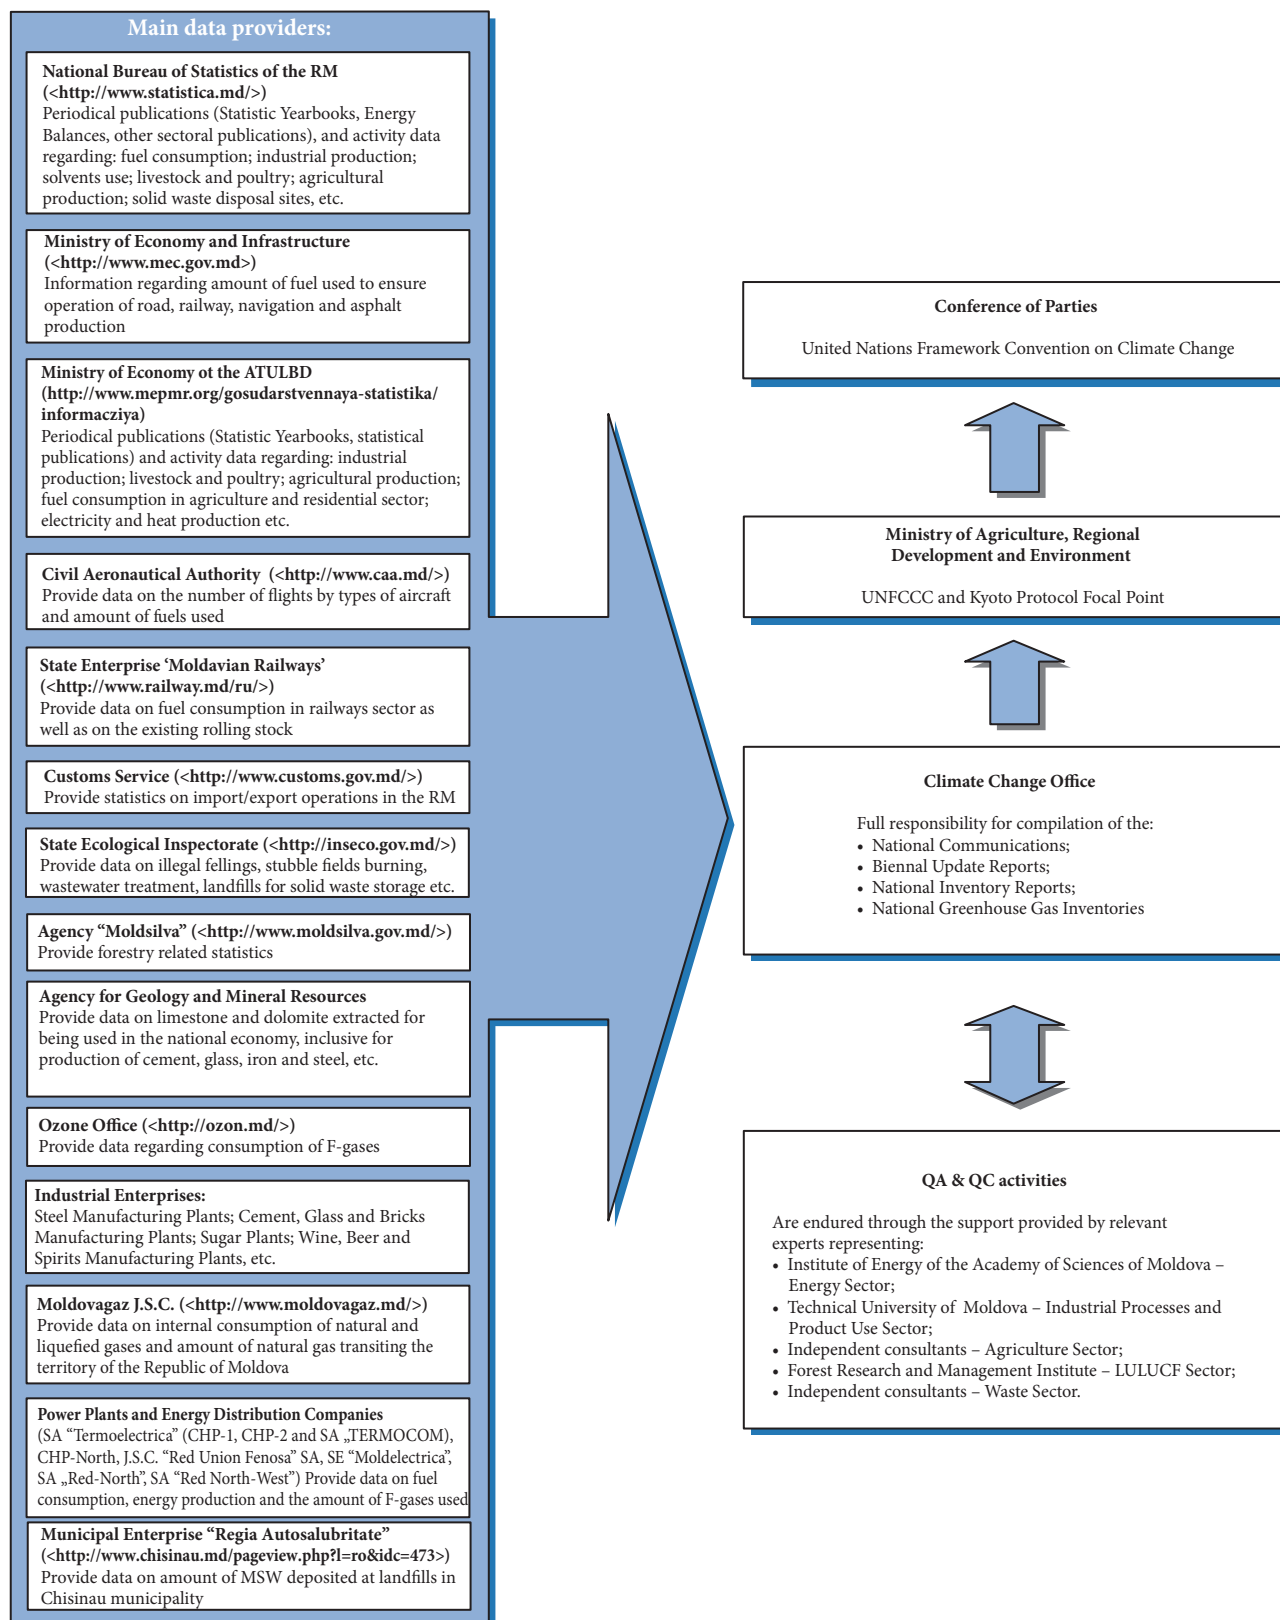 Main data providers:
National Bureau of Statistics of the RM
(<http://www.statistica.md/>)
Periodical publications (Statistic Yearbooks, Energy
Balances, other sectoral publications), and activity data
regarding: fuel consumption; industrial production;
solvents use; livestock and poultry; agricultural
production; solid waste disposal sites, etc.
Ministry of Economy and Infrastructure
(<http://www.mec.gov.md>)
Information regarding amount of fuel used to ensure
operation of road, railway, navigation and asphalt
production
Ministry of Economy ot the ATULBD
(http://www.mepmr.org/gosudarstvennaya-statistika/
informacziya)
Periodical publications (Statistic Yearbooks, statistical
publications) and activity data regarding: industrial
production; livestock and poultry; agricultural production;
fuel consumption in agriculture and residential sector;
electricity and heat production etc.
Civil Aeronautical Authority (<http://www.caa.md/>)
Provide data on the number of flights by types of aircraft
and amount of fuels used
State Enterprise ‘Moldavian Railways’
(<http://www.railway.md/ru/>)
Provide data on fuel consumption in railways sector as
well as on the existing rolling stock
Customs Service (<http://www.customs.gov.md/>)
Provide statistics on import/export operations in the RM
State Ecological Inspectorate (<http://inseco.gov.md/>)
Provide data on illegal fellings, stubble fields burning,
wastewater treatment, landfills for solid waste storage etc.
Agency “Moldsilva” (<http://www.moldsilva.gov.md/>)
Provide forestry related statistics
Agency for Geology and Mineral Resources
Provide data on limestone and dolomite extracted for
being used in the national economy, inclusive for
production of cement, glass, iron and steel, etc.
Ozone Office (<http://ozon.md/>)
Provide data regarding consumption of F-gases
Industrial Enterprises:
Steel Manufacturing Plants; Cement, Glass and Bricks
Manufacturing Plants; Sugar Plants; Wine, Beer and
Spirits Manufacturing Plants, etc.
Moldovagaz J.S.C. (<http://www.moldovagaz.md/>)
Provide data on internal consumption of natural and
liquefied gases and amount of natural gas transiting the
territory of the Republic of Moldova
Power Plants and Energy Distribution Companies
(SA “Termoelectrica” (CHP-1, CHP-2 and SA „TERMOCOM),
CHP-North, J.S.C. “Red Union Fenosa” SA, SE “Moldelectrica”,
SA „Red-North”, SA “Red North-West”) Provide data on fuel
consumption, energy production and the amount of F-gases used
Municipal Enterprise “Regia Autosalubritate”
(<http://www.chisinau.md/pageview.php?l=ro&idc=473>)
Provide data on amount of MSW deposited at landfills in
Chisinau municipality
Conference of Parties
United Nations Framework Convention on Climate Change
Ministry of Agriculture, Regional
Development and Environment
UNFCCC and Kyoto Protocol Focal Point
Climate Change Office
Full responsibility for compilation of the:
• National Communications;
• Biennal Update Reports;
• National Inventory Reports;
• National Greenhouse Gas Inventories
QA & QC activities
Are endured through the support provided by relevant
experts representing:
• Institute of Energy of the Academy of Sciences of Moldova –
Energy Sector;
• Technical University of Moldova – Industrial Processes and
Product Use Sector;
• Independent consultants – Agriculture Sector;
• Forest Research and Management Institute – LULUCF Sector;
• Independent consultants – Waste Sector.